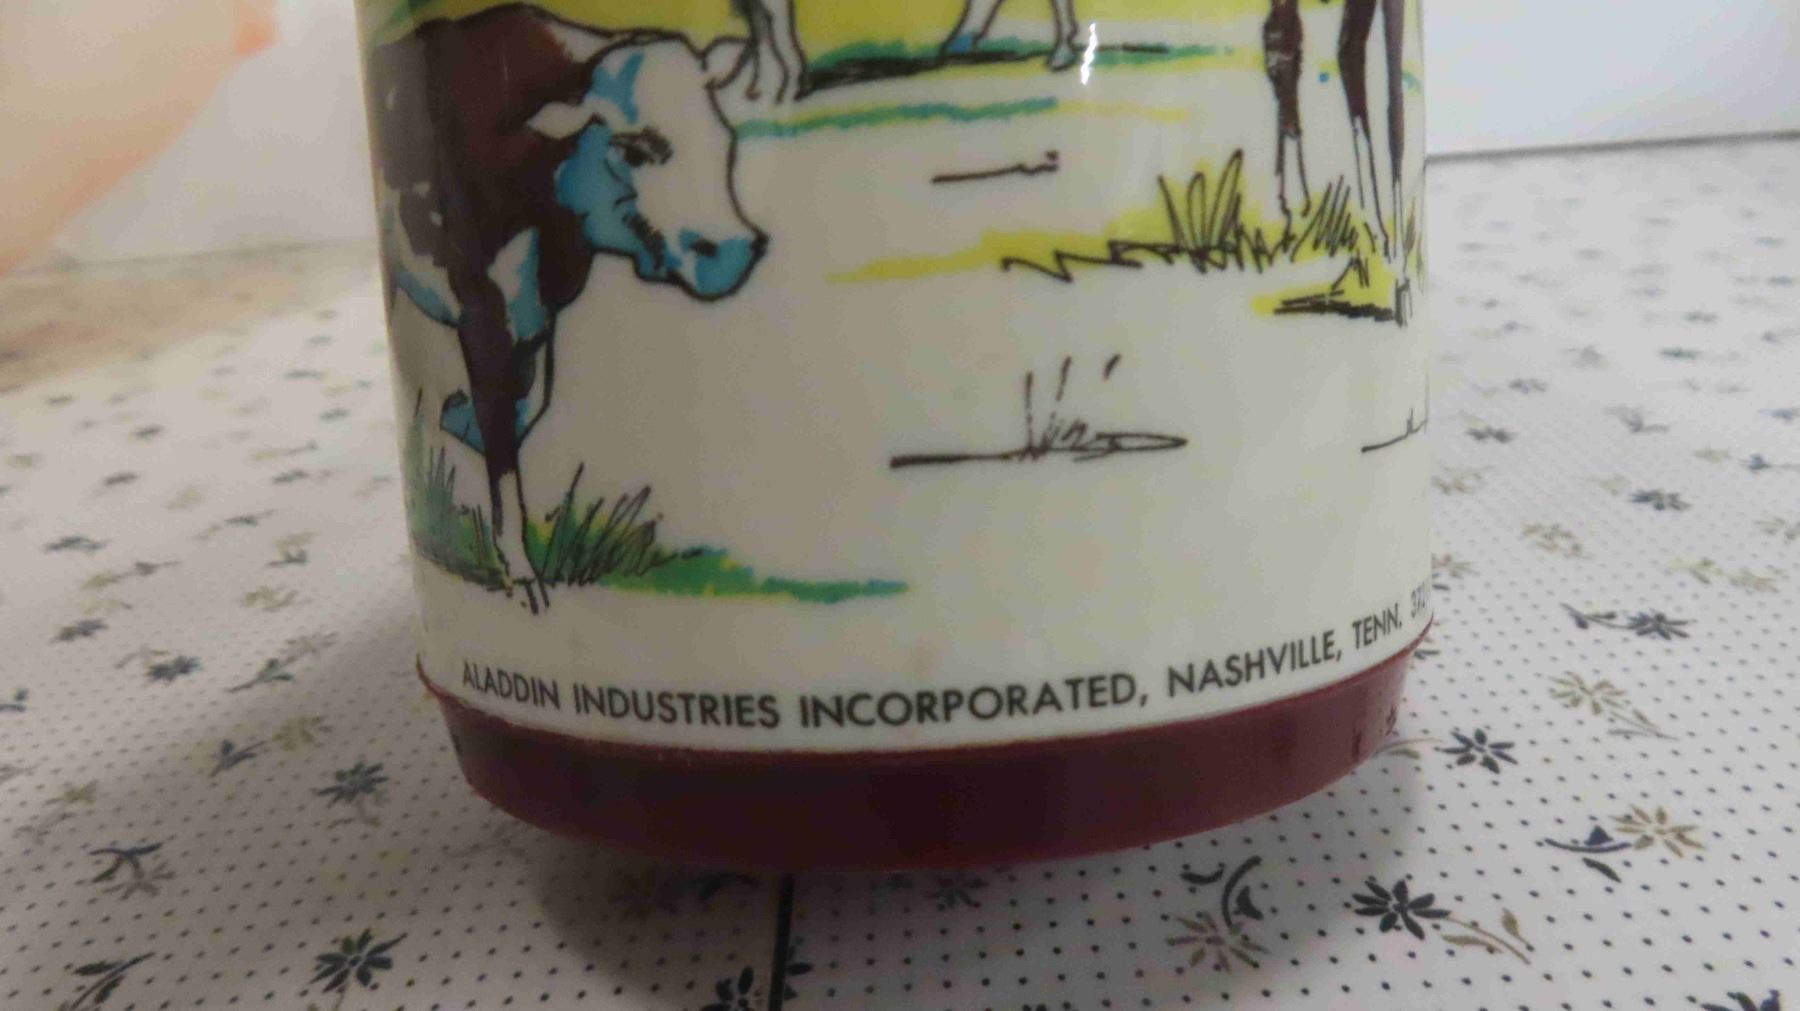 ALADDIN INDUSTRIES INCORPORATED, NASHVILLE, TENN.